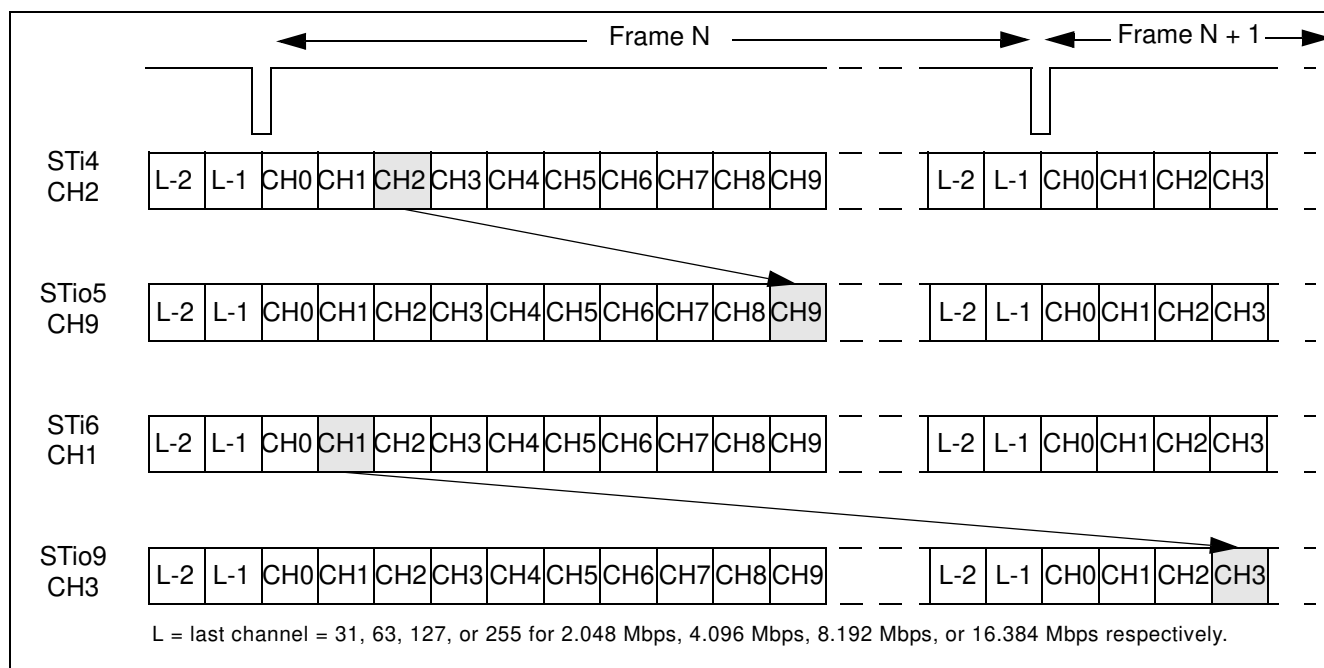 Frame N Frame N + 1
STi4
CH2
L-2 L-1 CH0 CH1 CH2 CH3 CH4 CH5 CH6 CH7 CH8 CH9 L-2 L-1 CH0 CH1 CH2 CH3
STio5
CH9
L-2 L-1 CH0 CH1 CH2 CH3 CH4 CH5 CH6 CH7 CH8 CH9 L-2 L-1 CH0 CH1 CH2 CH3
STi6
CH1
L-2 L-1 CH0 CH1 CH2 CH3 CH4 CH5 CH6 CH7 CH8 CH9 L-2 L-1 CH0 CH1 CH2 CH3
STio9
CH3
L-2 L-1 CH0 CH1 CH2 CH3 CH4 CH5 CH6 CH7 CH8 CH9 L-2 L-1 CH0 CH1 CH2 CH3
L = last channel = 31, 63, 127, or 255 for 2.048 Mbps, 4.096 Mbps, 8.192 Mbps, or 16.384 Mbps respectively.